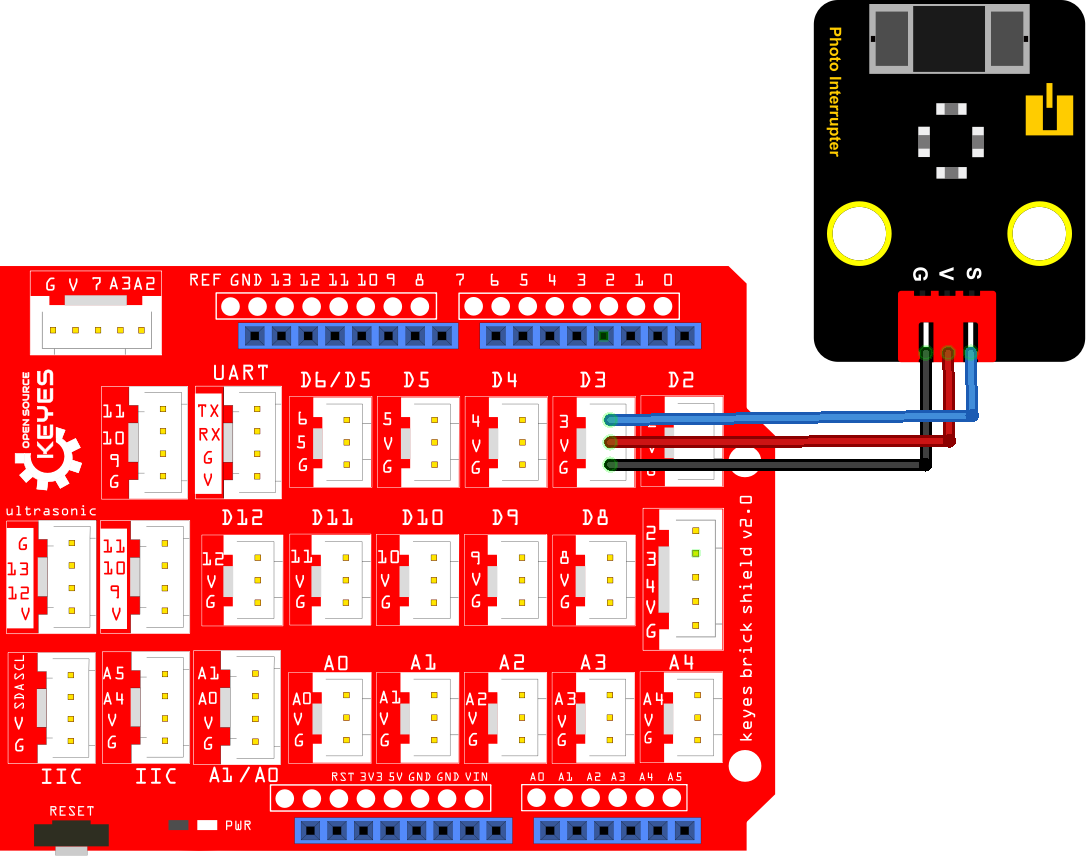 Photo Interrupter
G V S
G V 7 A3 A2
REF GND 13 12 11 10 9 8
7 6 5 4 3 2 1 0
OPEN SOURCE
KEYES
UART
D6/D5
D5
D4
D3
D2
11
10
9
G
TX
RX
G
V
6
5
G
5
V
G
4
V
G
3
V
G
G
ultrasonic
D12
D11
D10
D9
D8
G
13
12
V
11
10
9
V
12
V
G
11
V
G
10
V
G
9
V
G
8
V
G
2
3
4
V
G
keyes brick shield v2.0
A0
A1
A2
A3
A4
SCL
SDA
V
G
A5
A4
V
G
A1
A0
V
G
A0
V
G
A1
V
G
A2
V
G
A3
V
G
A4
V
G
IIC
IIC
A1/A0
RST 3V3 5V GND GND VIN
A0 A1 A2 A3 A4 A5
RESET
PWR